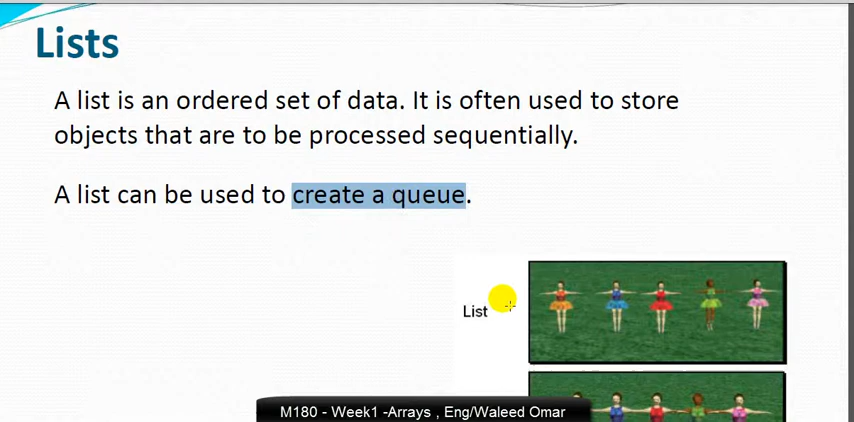 Lists
A list is an ordered set of data. It is often used to store
objects that are to be processed sequentially.
A list can be used to create a queue.
List
M180 - Week1 -Arrays , Eng/Waleed Omar